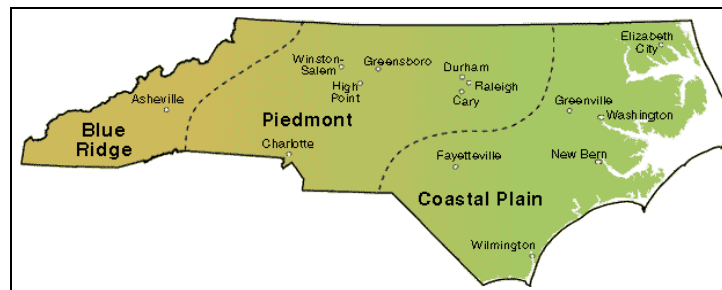 Elizabeth
City
Winston-
Salem
Greensboro
Durham
High
Point
Raleigh
Cary
Asheville
Greenville
Washington
Blue
Ridge
Piedmont
Charlotte
Fayetteville
New Bern
Coastal Plain
Wilmington